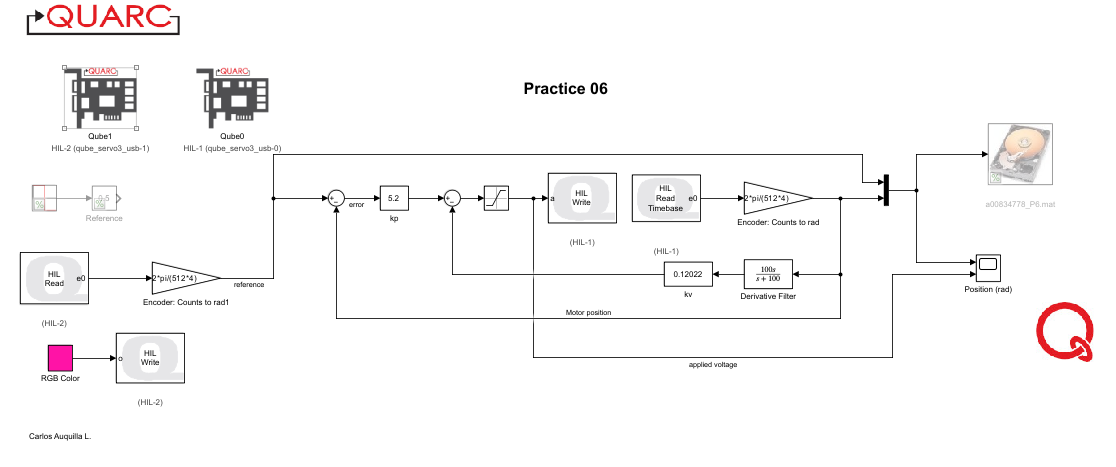 QUARC
QUARC
QUARC
Practice 06
Qube1
HIL-2 (qube_servo3_usb-1)
Qube0
HIL-1 (qube_servo3_usb-0)
%
0.5
%
Reference
error
5.2
kp
a
HIL
Write
(HIL-1)
HIL
Read
Timebase
e0
(HIL-1)
2*pi/(512*4)
Encoder: Counts to rad
%
a00834778_P6.mat
HIL
Read
e0
(HIL-2)
2*pi/(512*4)
Encoder: Counts to rad1
reference
0.12022
kv
100s
s + 100
Derivative Filter
Position (rad)
Motor position
RGB Color
o
HIL
Write
(HIL-2)
applied voltage
Carlos Auquilla L.